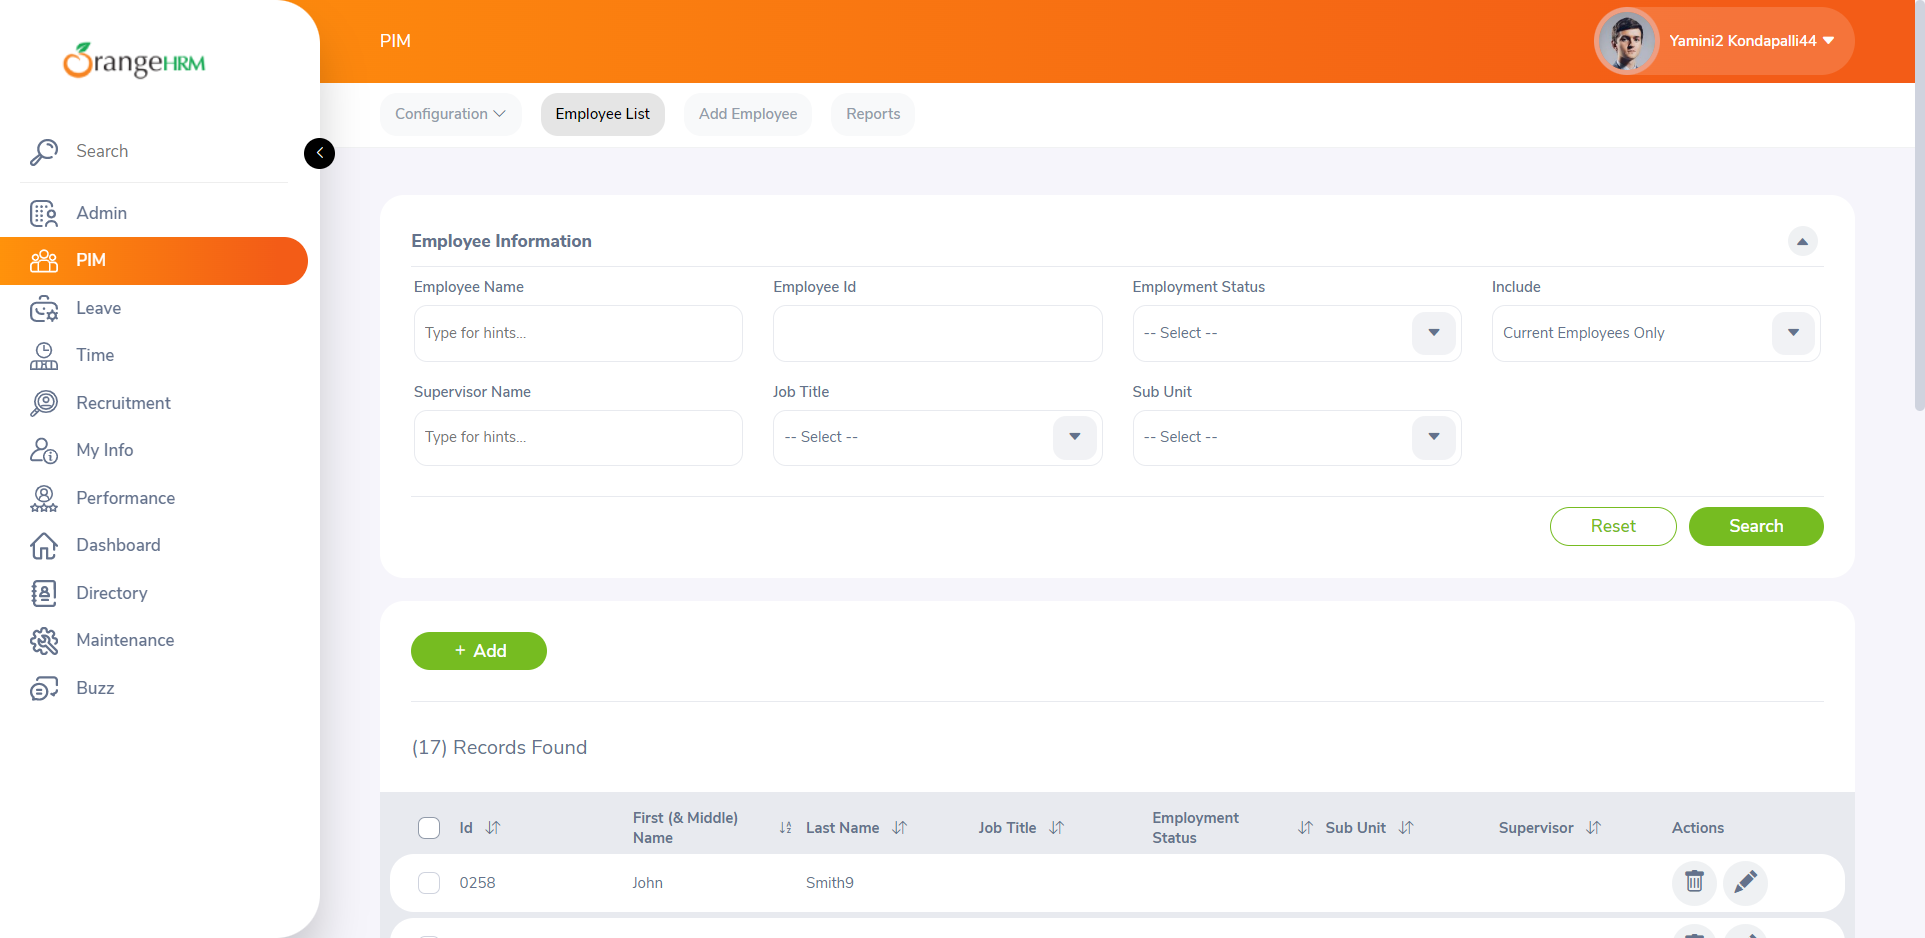 OrangeHRM
PIM
Yamini2 Kondapalli44
Configuration
Employee List
Add Employee
Reports
Search
Admin
PIM
Leave
Time
Recruitment
My Info
Performance
Dashboard
Directory
Maintenance
Buzz
Employee Information
Employee Name
Employee Id
Employment Status
Include
Type for hints...
-- Select --
Current Employees Only
Supervisor Name
Job Title
Sub Unit
Type for hints...
-- Select --
-- Select --
Reset
Search
+ Add
(17) Records Found
Id
First (& Middle)
Name
Last Name
Job Title
Employment
Status
Sub Unit
Supervisor
Actions
0258
John
Smith9